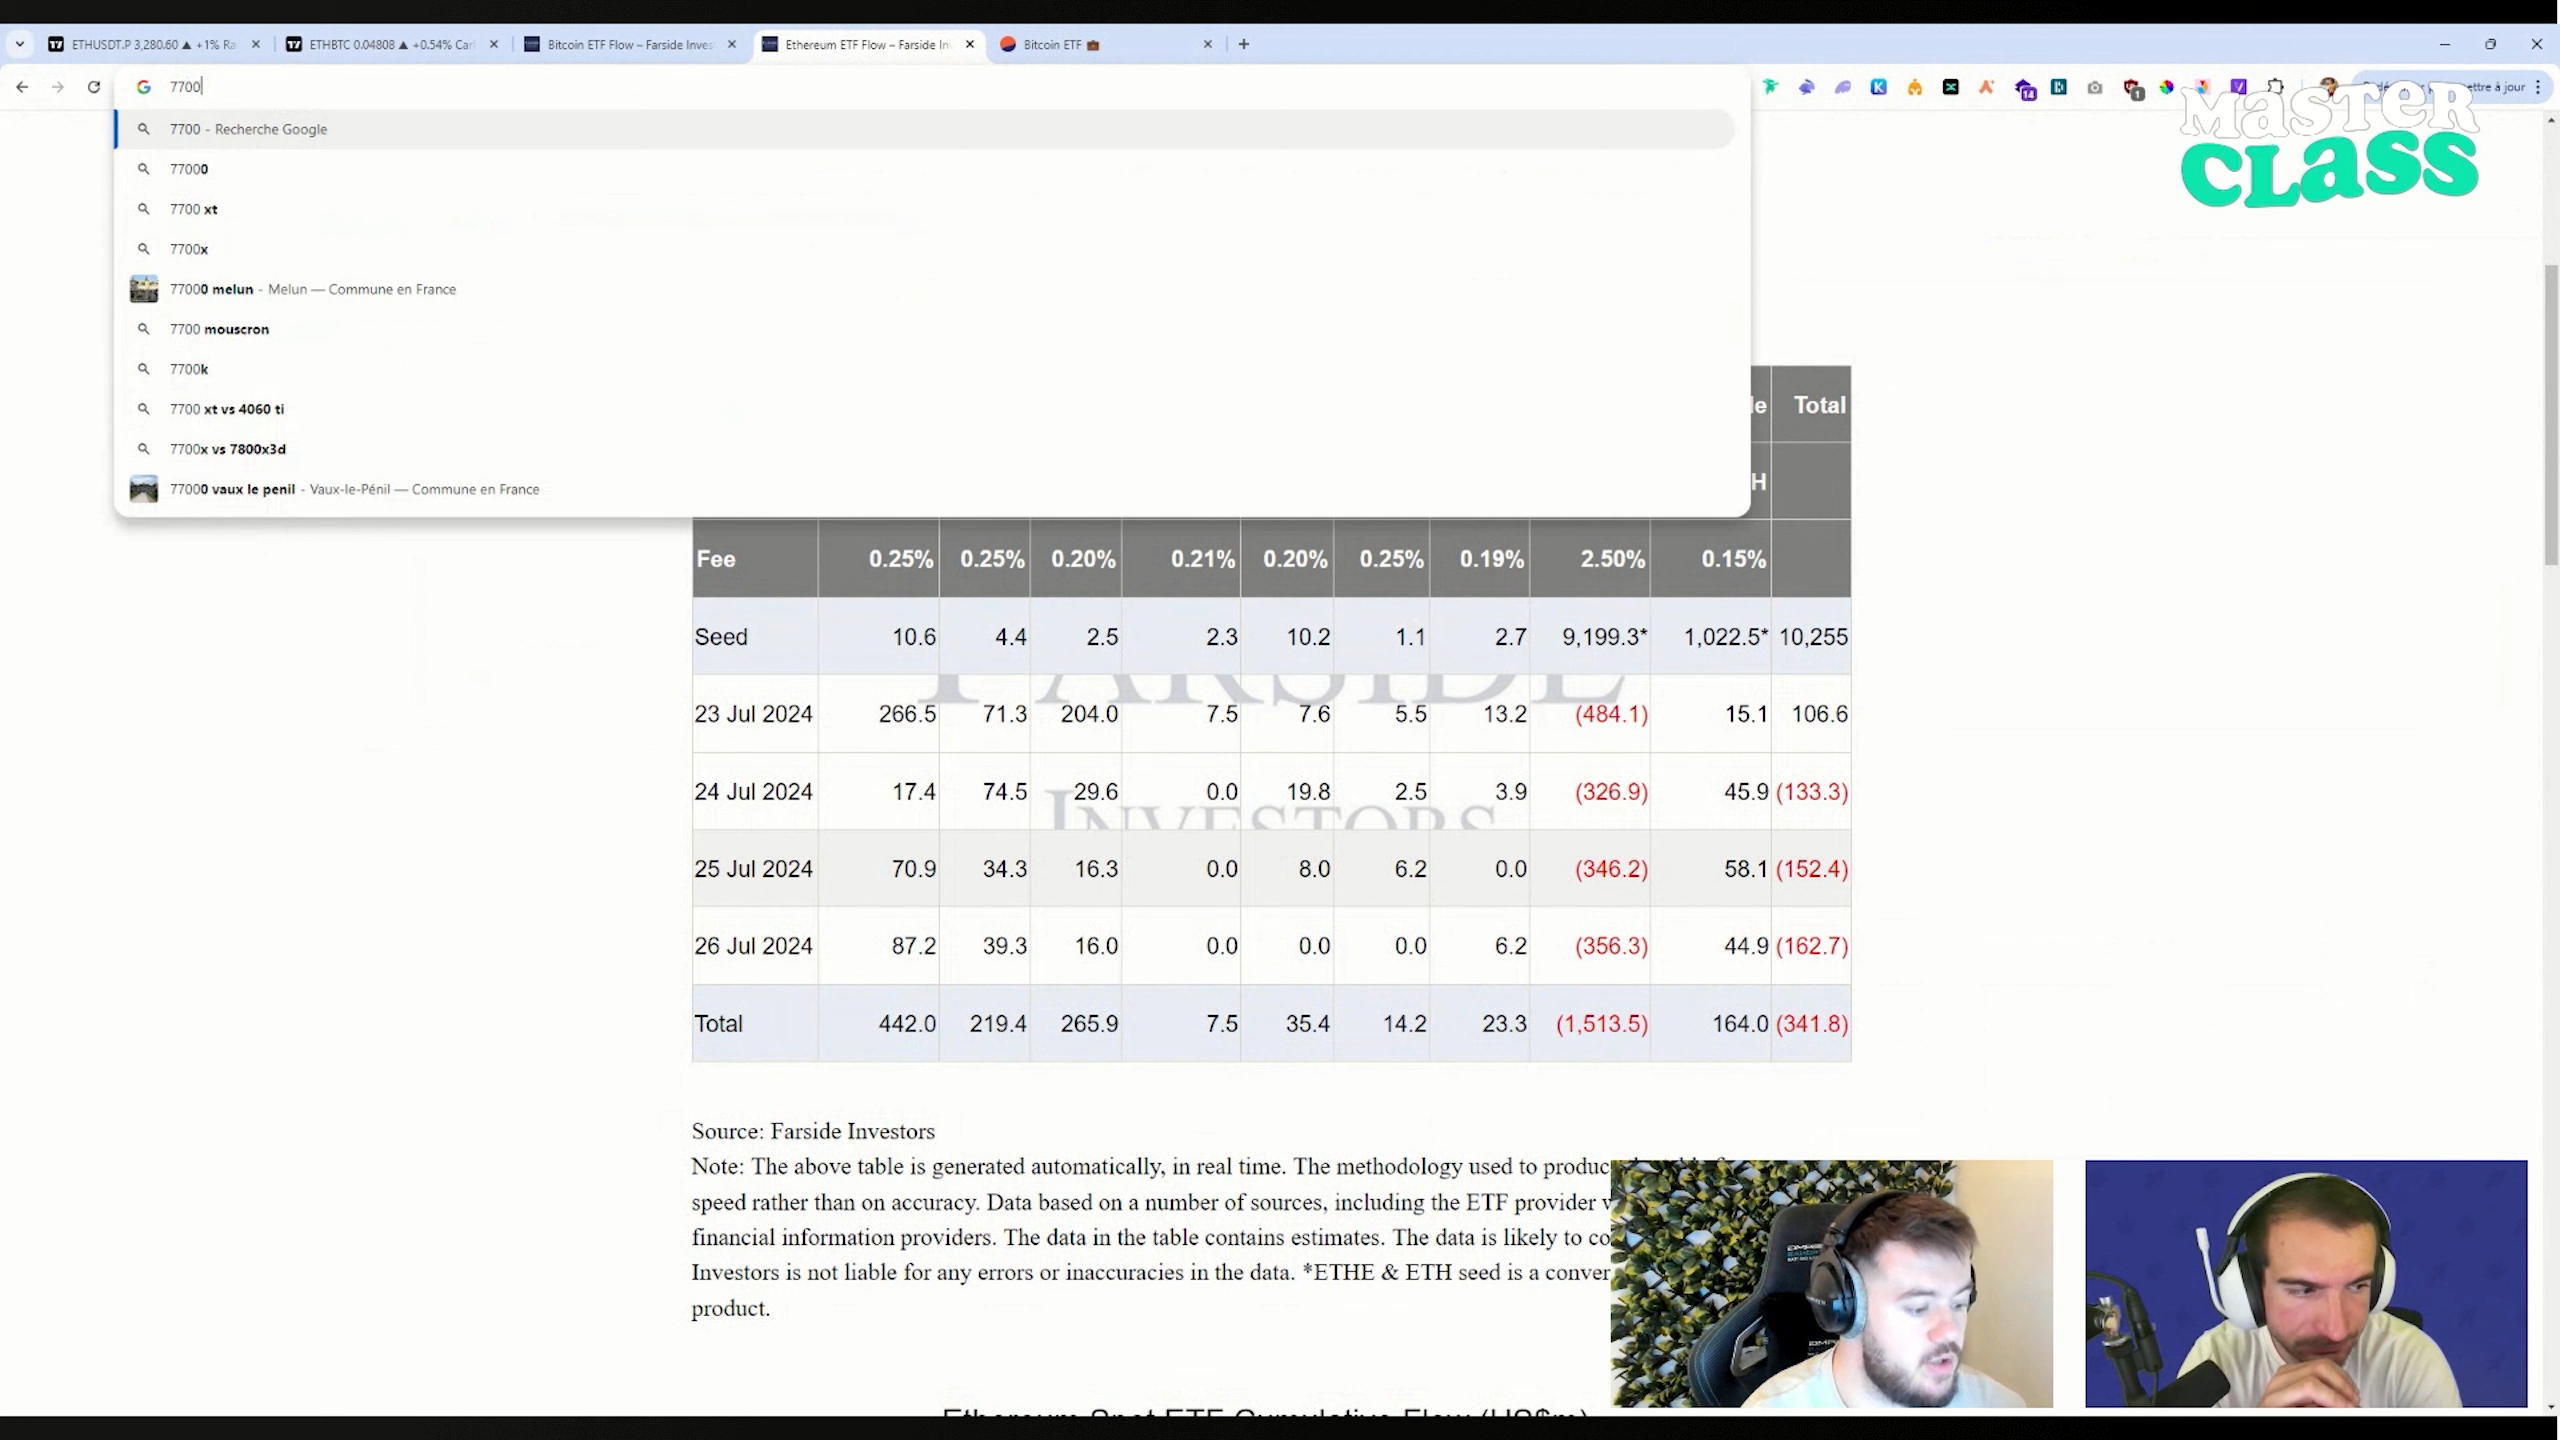 ETHUSDT.P 3,280.60 ▲ +1% Ra
ETHBTC 0.04808 ▲ +0.54% Car
Bitcoin ETF Flow – Farside Inves
Ethereum ETF Flow – Farside In
Bitcoin ETF 💼
7700
ettre à jour
MASTER
CLASS
7700 - Recherche Google
77000
7700 xt
7700x
77000 melun - Melun — Commune en France
7700 mouscron
7700k
7700 xt vs 4060 ti
7700x vs 7800x3d
77000 vaux le penil - Vaux-le-Pénil — Commune en France
le Total
H
Fee 0.25% 0.25% 0.20% 0.21% 0.20% 0.25% 0.19% 2.50% 0.15%
Seed 10.6 4.4 2.5 2.3 10.2 1.1 2.7 9,199.3* 1,022.5* 10,255
23 Jul 2024 266.5 71.3 204.0 7.5 7.6 5.5 13.2 (484.1) 15.1 106.6
24 Jul 2024 17.4 74.5 29.6 0.0 19.8 2.5 3.9 (326.9) 45.9 (133.3)
25 Jul 2024 70.9 34.3 16.3 0.0 8.0 6.2 0.0 (346.2) 58.1 (152.4)
26 Jul 2024 87.2 39.3 16.0 0.0 0.0 0.0 6.2 (356.3) 44.9 (162.7)
Total 442.0 219.4 265.9 7.5 35.4 14.2 23.3 (1,513.5) 164.0 (341.8)
FARSIDE
INVESTORS
Source: Farside Investors
Note: The above table is generated automatically, in real time. The methodology used to produc
speed rather than on accuracy. Data based on a number of sources, including the ETF provider
financial information providers. The data in the table contains estimates. The data is likely to co
Investors is not liable for any errors or inaccuracies in the data. *ETHE & ETH seed is a conver
product.
Ethereum Spot ETF Cumulative Flow (US$m)